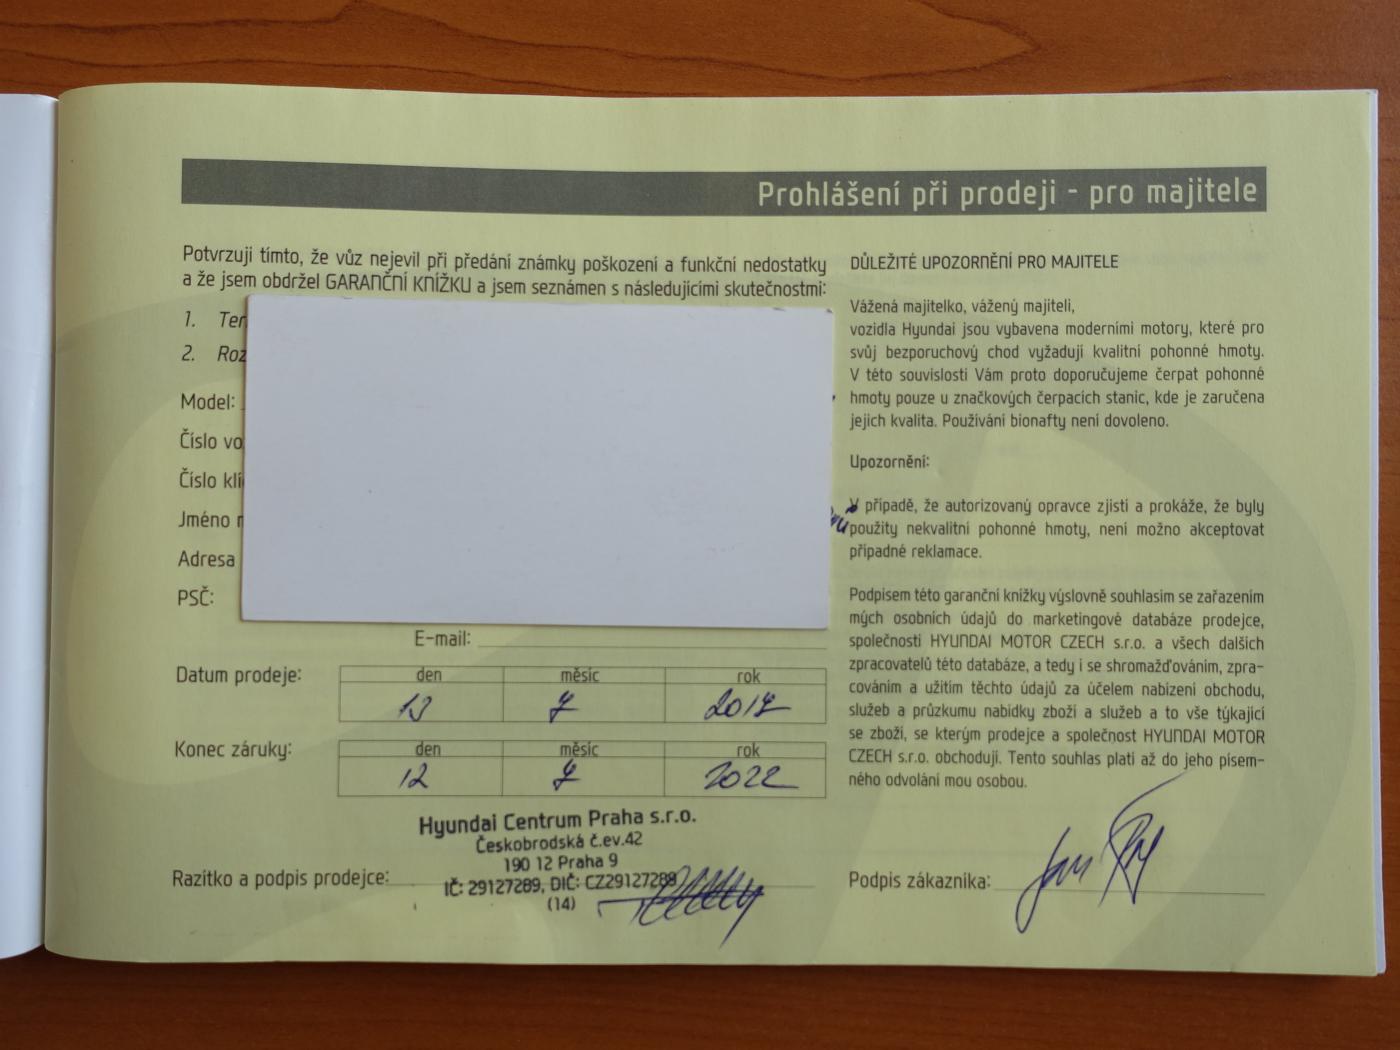 Prohlášení při prodeji - pro majitele
Potvrzuji tímto, že vůz nejevil při předání známky poškození a funkční nedostatky
a že jsem obdržel GARANČNÍ KNÍŽKU a jsem seznámen s následujícími skutečnostmi:
1. Ter
2. Roz
Model:
Číslo vo
Číslo klí
Jméno
Adresa
PSČ:
E-mail:
Datum prodeje:
den měsíc rok
13 7 2017
Konec záruky:
den měsíc rok
12 7 2022
Hyundai Centrum Praha s.r.o.
Českobrodská č.ev.42
190 12 Praha 9
IČ: 29127289, DIČ: CZ29127289
(14)
Razítko a podpis prodejce:
DŮLEŽITÉ UPOZORNĚNÍ PRO MAJITELE
Vážená majitelko, vážený majiteli,
vozidla Hyundai jsou vybavena moderními motory, které pro
svůj bezporuchový chod vyžadují kvalitní pohonné hmoty.
V této souvislosti Vám proto doporučujeme čerpat pohonné
hmoty pouze u značkových čerpacích stanic, kde je zaručena
jejich kvalita. Používání bionafty není dovoleno.
Upozornění:
V případě, že autorizovaný opravce zjistí a prokáže, že byly
použity nekvalitní pohonné hmoty, není možno akceptovat
případné reklamace.
Podpisem této garanční knížky výslovně souhlasím se zařazením
mých osobních údajů do marketingové databáze prodejce,
společnosti HYUNDAI MOTOR CZECH s.r.o. a všech dalších
zpracovatelů této databáze, a tedy i se shromažďováním, zpra-
cováním a užitím těchto údajů za účelem nabízení obchodu,
služeb a průzkumu nabídky zboží a služeb a to vše týkající
se zboží, se kterým prodejce a společnost HYUNDAI MOTOR
CZECH s.r.o. obchodují. Tento souhlas platí až do jeho písem-
ného odvolání mou osobou.
Podpis zákazníka: